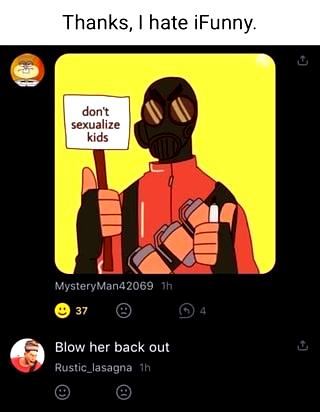 Thanks, I hate iFunny.
don't
sexualize
kids
MysteryMan42069 1h
37
4
Blow her back out
Rustic_lasagna 1h